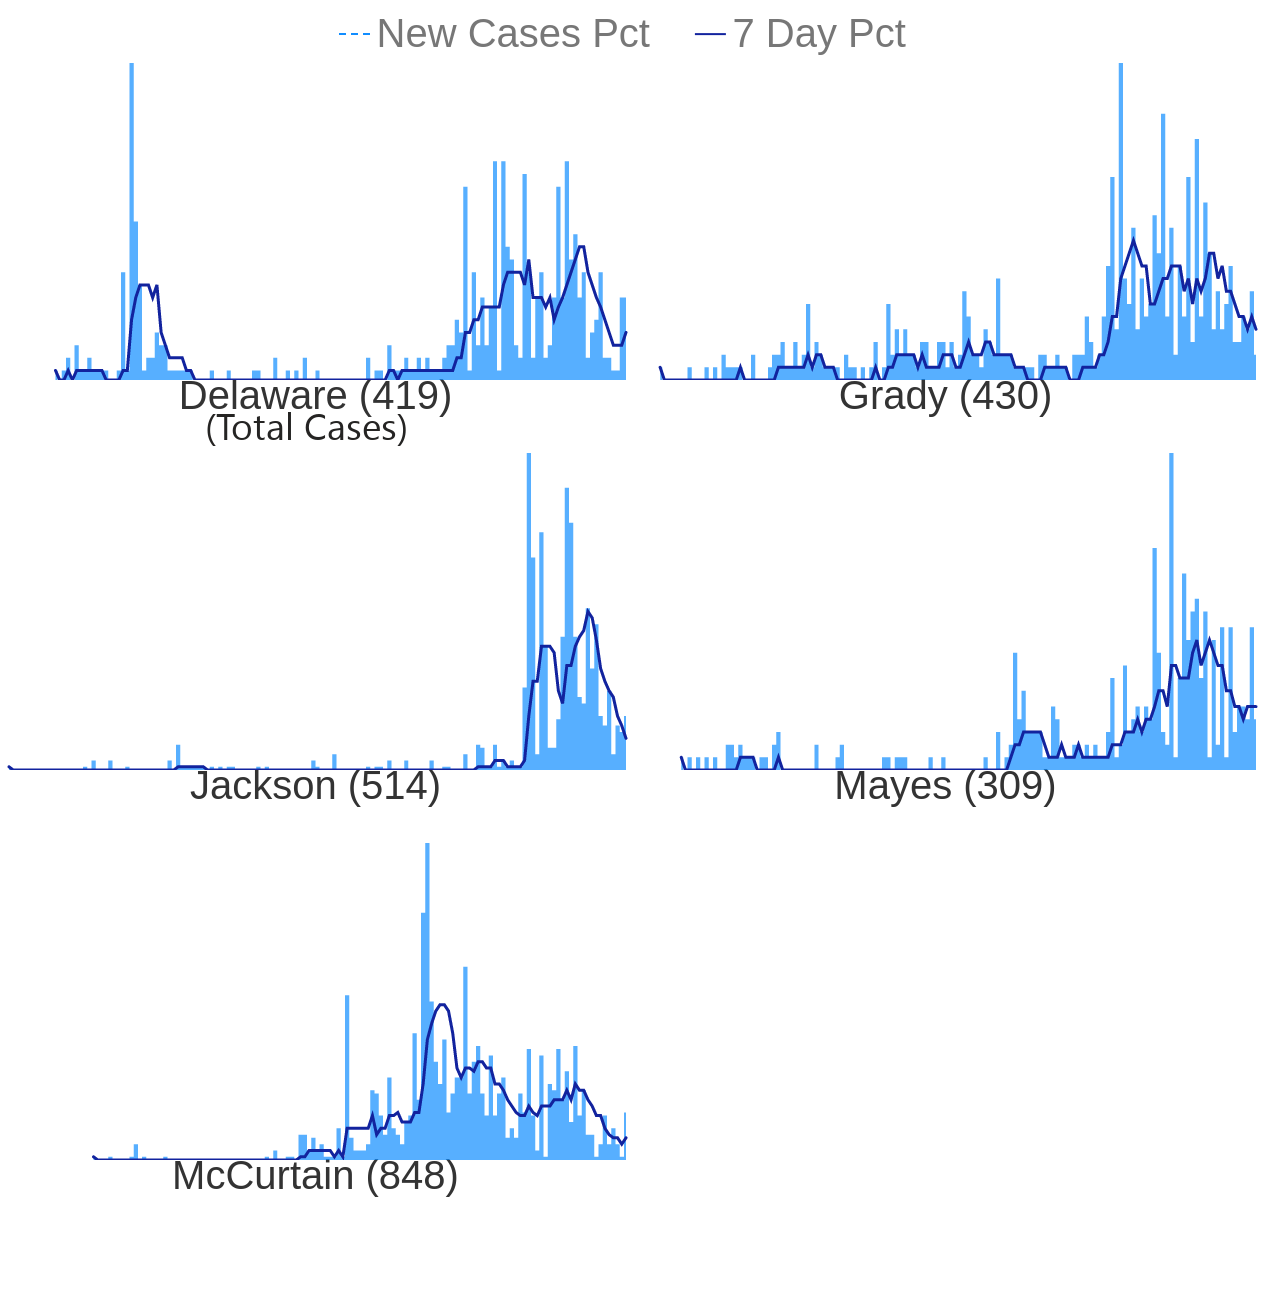 New Cases Pct 7 Day Pct
Delaware (419) Grady (430)
(Total Cases)
Jackson (514) Mayes (309)
McCurtain (848)